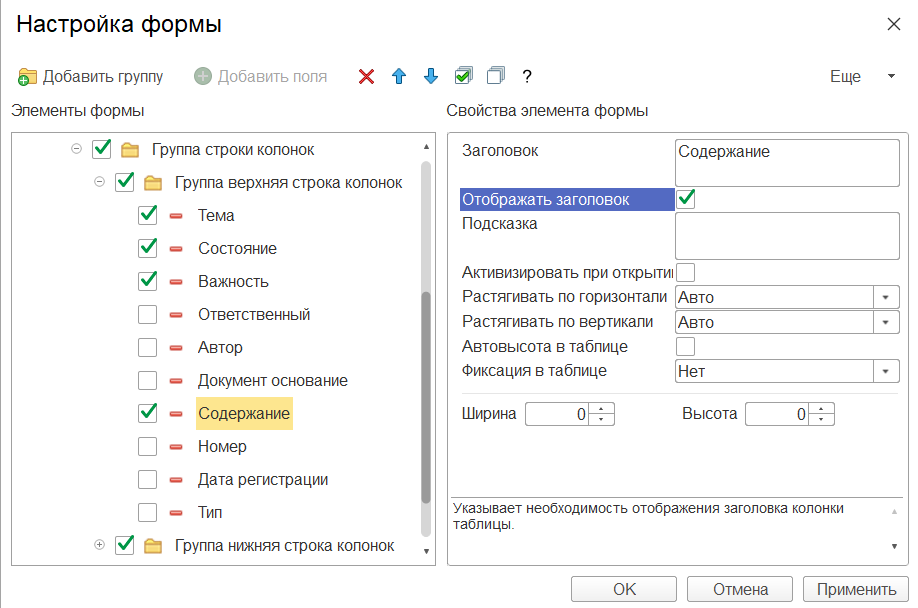 Настройка формы
Добавить группу
Добавить поля
?
Еще
Элементы формы
Группа строки колонок
Группа верхняя строка колонок
Тема
Состояние
Важность
Ответственный
Автор
Документ основание
Содержание
Номер
Дата регистрации
Тип
Группа нижняя строка колонок
Свойства элемента формы
Заголовок Содержание
Отображать заголовок
Подсказка
Активизировать при открыти
Растягивать по горизонтали Авто
Растягивать по вертикали Авто
Автовысота в таблице
Фиксация в таблице Нет
Ширина 0 Высота 0
Указывает необходимость отображения заголовка колонки
таблицы.
OK Отмена Применить